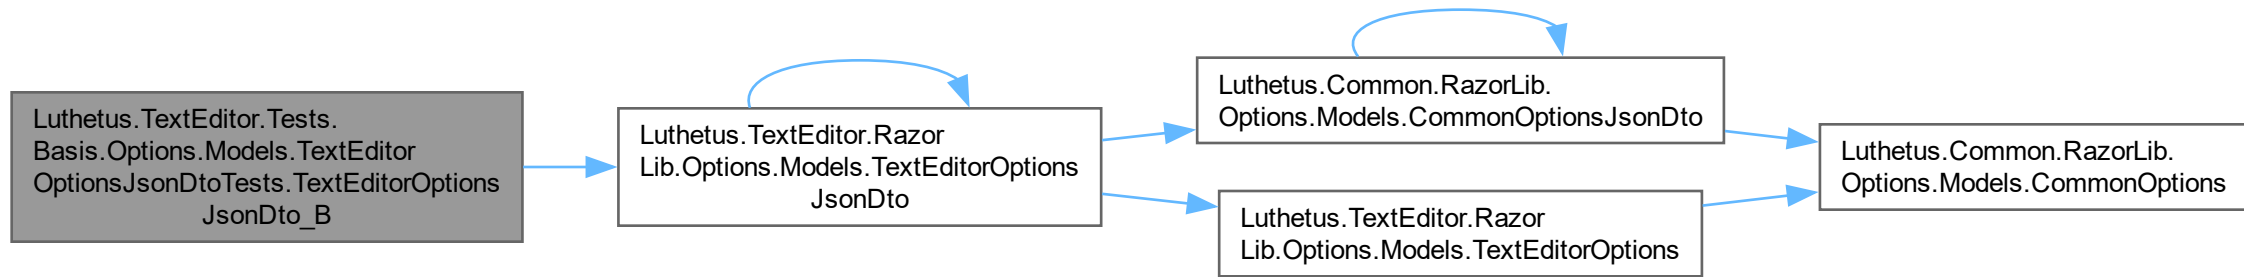 Luthetus.TextEditor.Tests.
Basis.Options.Models.TextEditor
OptionsJsonDtoTests.TextEditorOptions
JsonDto_B
Luthetus.TextEditor.Razor
Lib.Options.Models.TextEditorOptions
JsonDto
Luthetus.Common.RazorLib.
Options.Models.CommonOptionsJsonDto
Luthetus.TextEditor.Razor
Lib.Options.Models.TextEditorOptions
Luthetus.Common.RazorLib.
Options.Models.CommonOptions